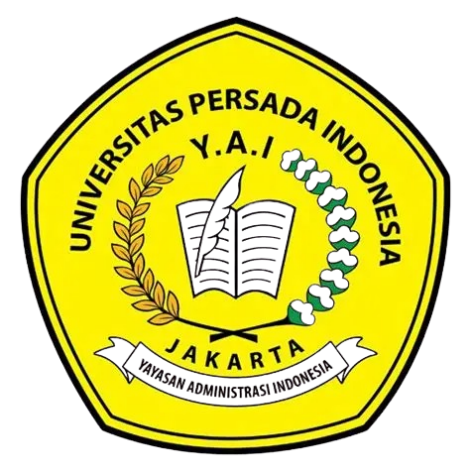 UNIVERSITAS PERSADA INDONESIA
Y.A.I
JAKARTA
YAYASAN ADMINISTRASI INDONESIA